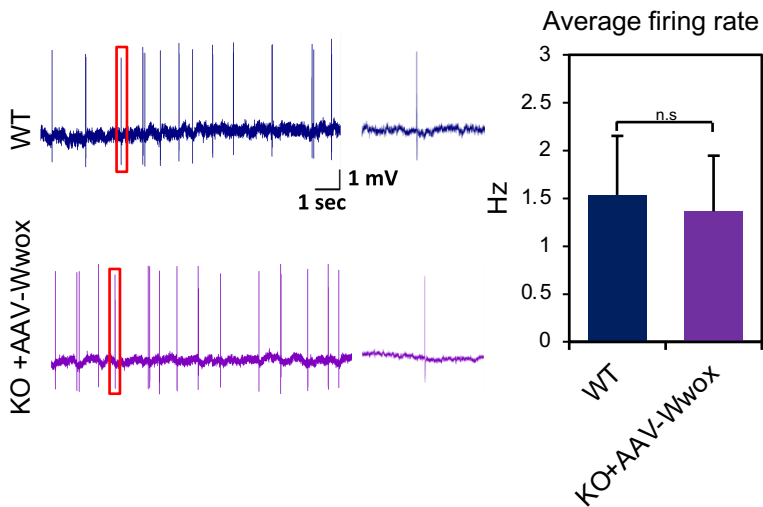 Average firing rate
WT
1 mV
1 sec
KO +AAV-Wwox
Hz
3
2.5
2
1.5
1
0.5
0
n.s
WT
KO+AAV-Wwox